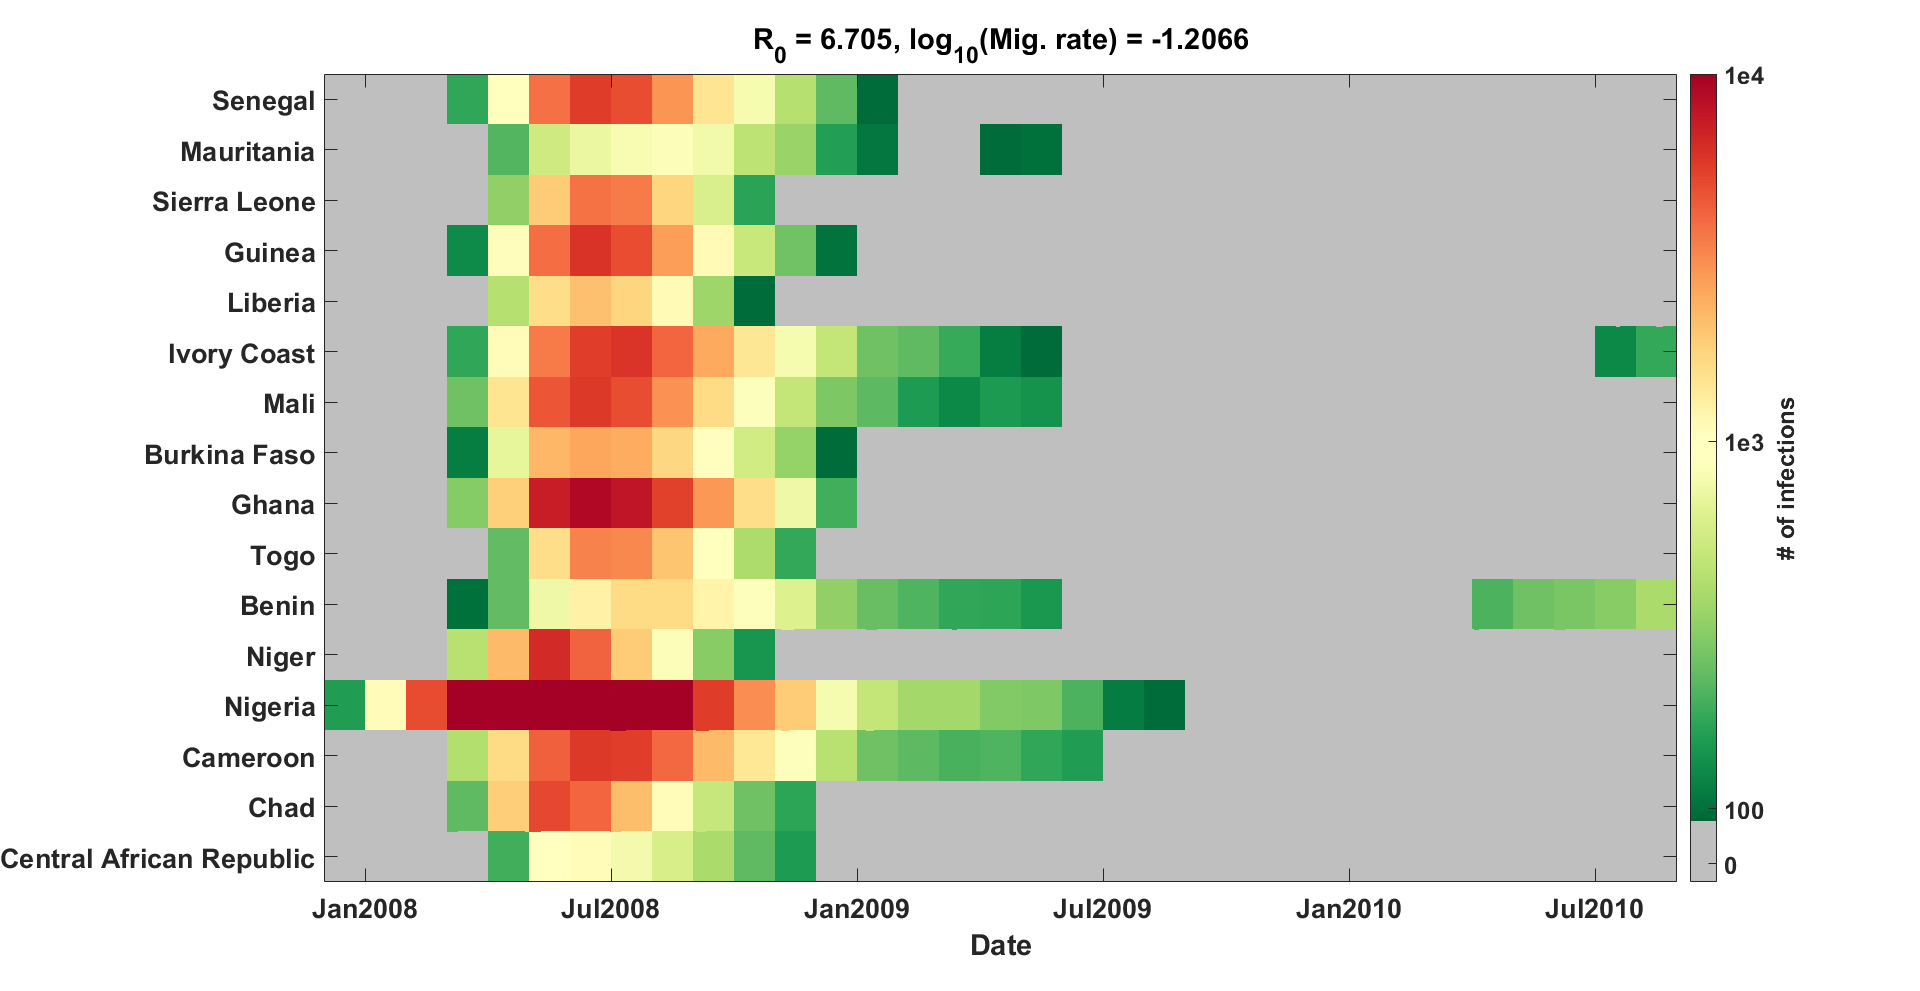 R0 = 6.705, log10(Mig. rate) = -1.2066
Senegal
Mauritania
Sierra Leone
Guinea
Liberia
Ivory Coast
Mali
Burkina Faso
Ghana
Togo
Benin
Niger
Nigeria
Cameroon
Chad
Central African Republic
Jan2008 Jul2008 Jan2009 Jul2009 Jan2010 Jul2010
Date
1e4
1e3
100
0
# of infections